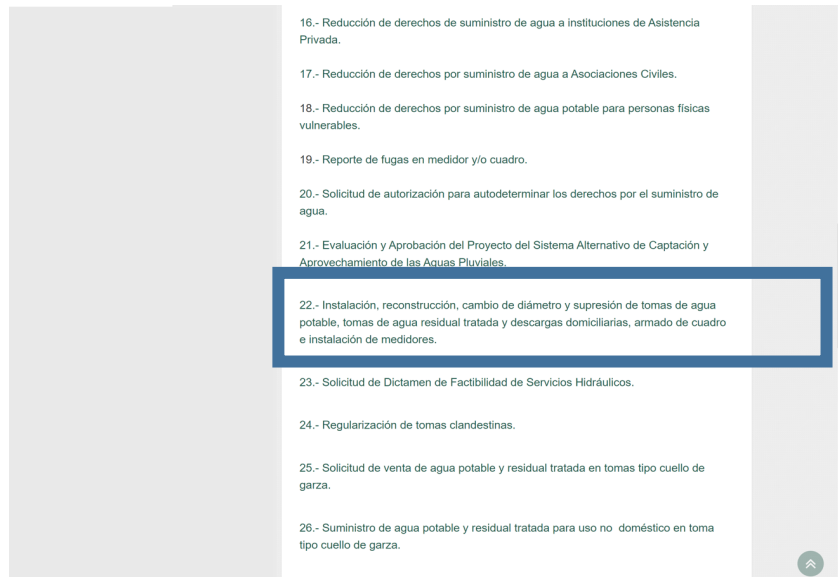 16.- Reducción de derechos de suministro de agua a instituciones de Asistencia
Privada.
17.- Reducción de derechos por suministro de agua a Asociaciones Civiles.
18.- Reducción de derechos por suministro de agua potable para personas físicas
vulnerables.
19.- Reporte de fugas en medidor y/o cuadro.
20.- Solicitud de autorización para autodeterminar los derechos por el suministro de
agua.
21.- Evaluación y Aprobación del Proyecto del Sistema Alternativo de Captación y
Aprovechamiento de las Aguas Pluviales.
22.- Instalación, reconstrucción, cambio de diámetro y supresión de tomas de agua
potable, tomas de agua residual tratada y descargas domiciliarias, armado de cuadro
e instalación de medidores.
23.- Solicitud de Dictamen de Factibilidad de Servicios Hidráulicos.
24.- Regularización de tomas clandestinas.
25.- Solicitud de venta de agua potable y residual tratada en tomas tipo cuello de
garza.
26.- Suministro de agua potable y residual tratada para uso no  doméstico en toma
tipo cuello de garza.